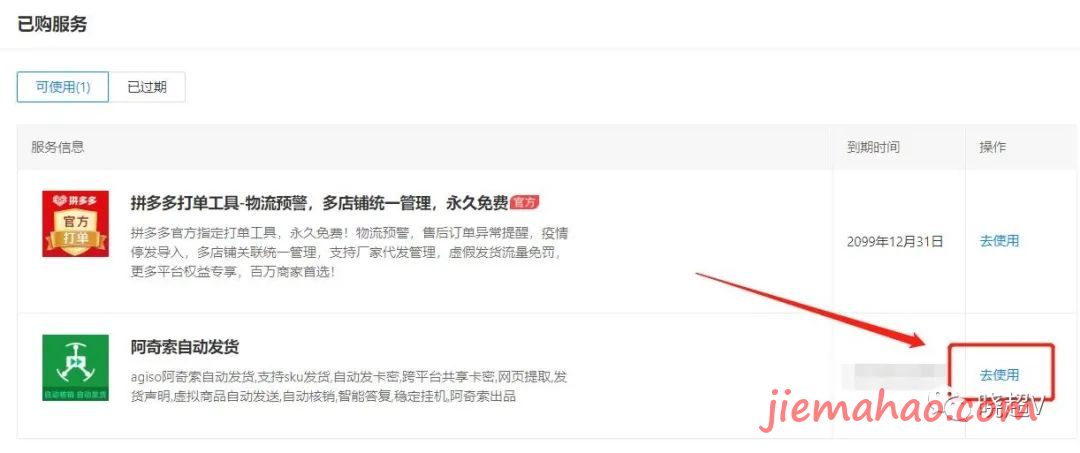 已购服务
可使用(1)
已过期
服务信息
到期时间
操作
拼多多
官方
打单
拼多多打单工具-物流预警，多店铺统一管理，永久免费 官方
拼多多官方指定打单工具，永久免费！物流预警，售后订单异常提醒，疫情
停发导入，多店铺关联统一管理，支持厂家代发管理，虚假发货流量免罚，
更多平台权益专享，百万商家首选！
2099年12月31日
去使用
自动核销 自动发货
阿奇索自动发货
agiso阿奇索自动发货,支持sku发货,自动发卡密,跨平台共享卡密,网页提取,发
货声明,虚拟商品自动发送,自动核销,智能答复,稳定挂机,阿奇索出品
去使用
晓超V
jiemahao.com